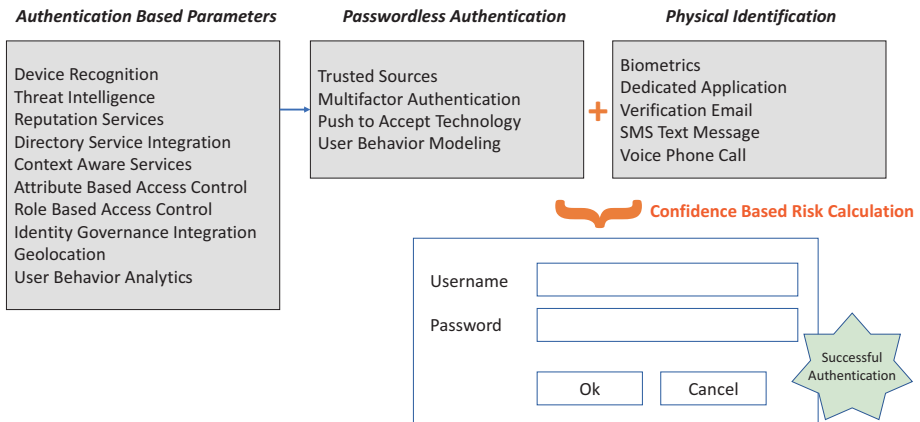 Authentication Based Parameters
Device Recognition
Threat Intelligence
Reputation Services
Directory Service Integration
Context Aware Services
Attribute Based Access Control
Role Based Access Control
Identity Governance Integration
Geolocation
User Behavior Analytics
Passwordless Authentication
Trusted Sources
Multifactor Authentication
Push to Accept Technology
User Behavior Modeling
+
Physical Identification
Biometrics
Dedicated Application
Verification Email
SMS Text Message
Voice Phone Call
Confidence Based Risk Calculation
Username
Password
Ok
Cancel
Successful
Authentication